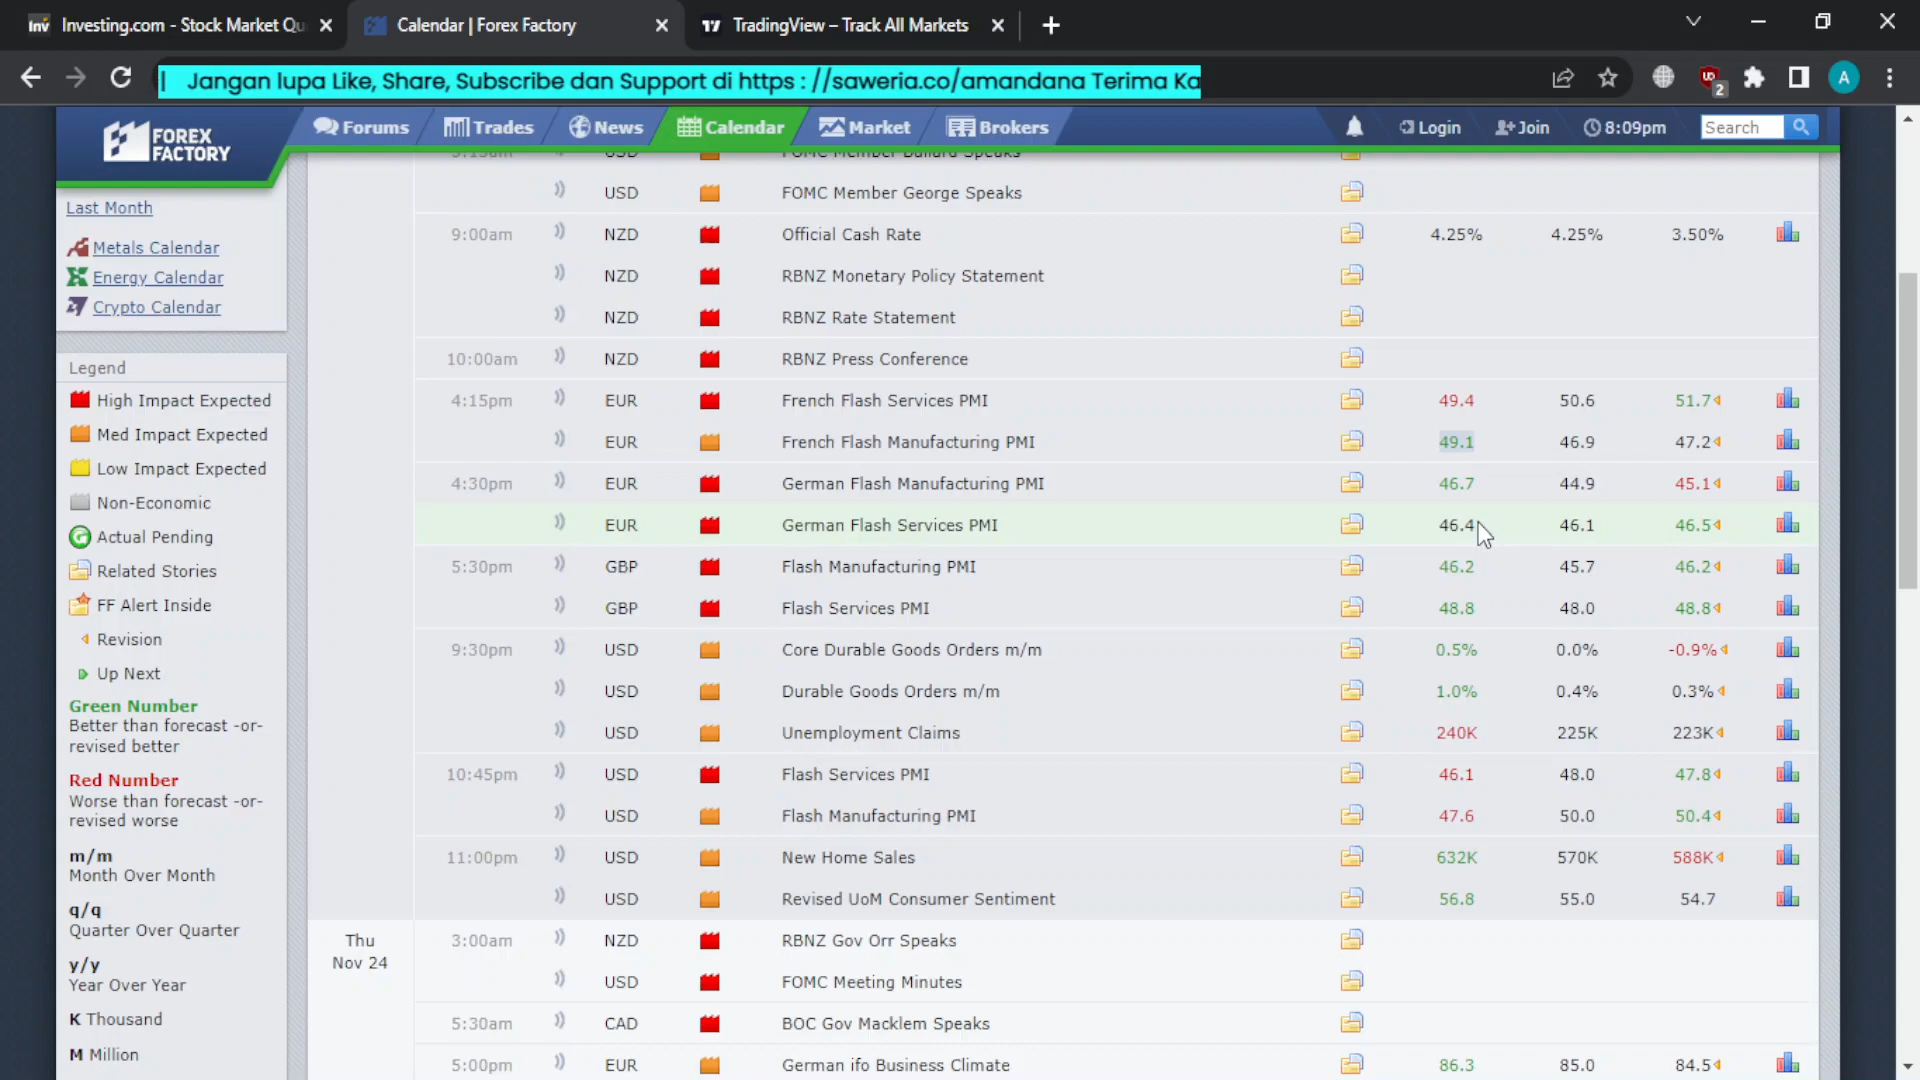 Investing.com - Stock Market Qu
Calendar | Forex Factory
TradingView – Track All Markets
| Jangan lupa Like, Share, Subscribe dan Support di https : //saweria.co/amandana Terima Ka
2
A
FOREX FACTORY
Forums
Trades
News
Calendar
Market
Brokers
Login
Join
8:09pm
Search
Last Month
Metals Calendar
Energy Calendar
Crypto Calendar
Legend
High Impact Expected
Med Impact Expected
Low Impact Expected
Non-Economic
Actual Pending
Related Stories
FF Alert Inside
Revision
Up Next
Green Number
Better than forecast -or-
revised better
Red Number
Worse than forecast -or-
revised worse
m/m
Month Over Month
q/q
Quarter Over Quarter
y/y
Year Over Year
K Thousand
M Million
USD FOMC Member Bullard Speaks
USD FOMC Member George Speaks
9:00am NZD Official Cash Rate 4.25% 4.25% 3.50%
NZD RBNZ Monetary Policy Statement
NZD RBNZ Rate Statement
10:00am NZD RBNZ Press Conference
4:15pm EUR French Flash Services PMI 49.4 50.6 51.7
EUR French Flash Manufacturing PMI 49.1 46.9 47.2
4:30pm EUR German Flash Manufacturing PMI 46.7 44.9 45.1
EUR German Flash Services PMI 46.4 46.1 46.5
5:30pm GBP Flash Manufacturing PMI 46.2 45.7 46.2
GBP Flash Services PMI 48.8 48.0 48.8
9:30pm USD Core Durable Goods Orders m/m 0.5% 0.0% -0.9%
USD Durable Goods Orders m/m 1.0% 0.4% 0.3%
USD Unemployment Claims 240K 225K 223K
10:45pm USD Flash Services PMI 46.1 48.0 47.8
USD Flash Manufacturing PMI 47.6 50.0 50.4
11:00pm USD New Home Sales 632K 570K 588K
USD Revised UoM Consumer Sentiment 56.8 55.0 54.7
Thu
Nov 24
3:00am NZD RBNZ Gov Orr Speaks
USD FOMC Meeting Minutes
5:30am CAD BOC Gov Macklem Speaks
5:00pm EUR German ifo Business Climate 86.3 85.0 84.5